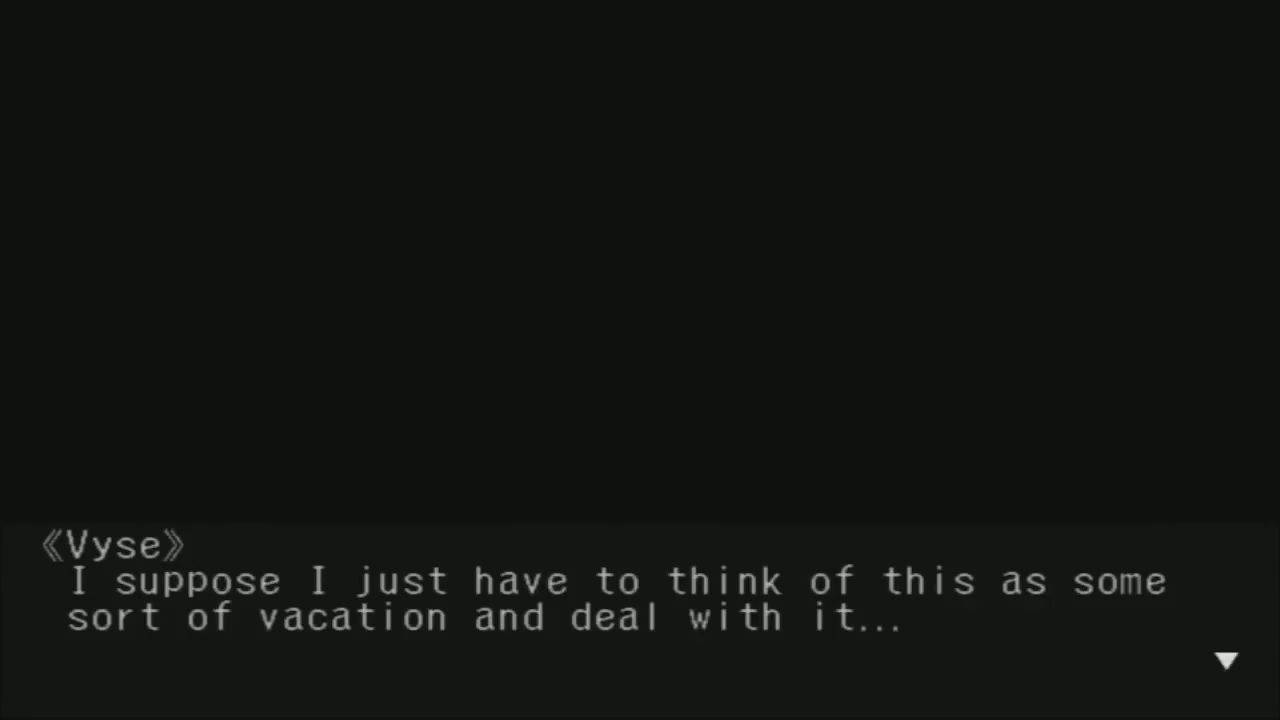 《Vyse》
I suppose I just have to think of this as some
sort of vacation and deal with it...